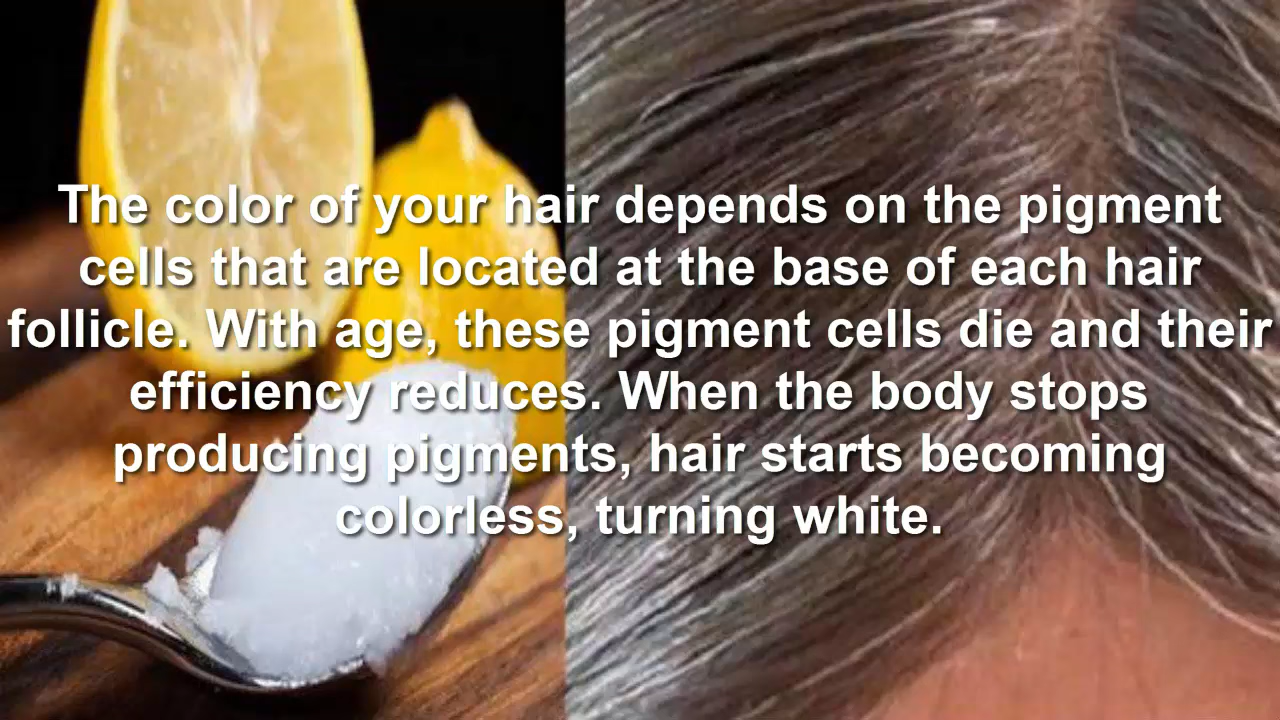 The color of your hair depends on the pigment
cells that are located at the base of each hair
follicle. With age, these pigment cells die and their
efficiency reduces. When the body stops
producing pigments, hair starts becoming
colorless, turning white.